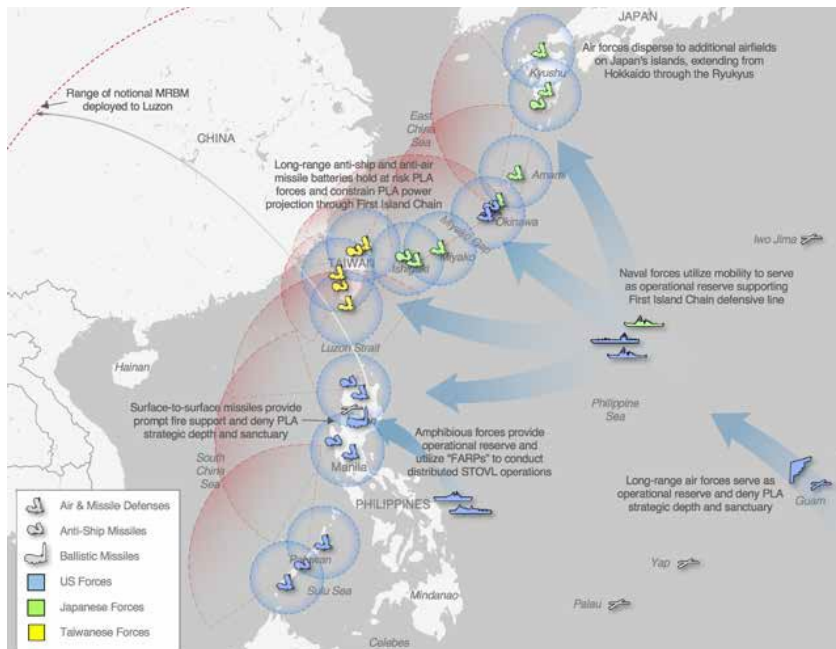 JAPAN
Air forces disperse to additional airfields
on Japan's islands, extending from
Hokkaido through the Ryukyus
Kyushu
Range of notional MRBM
deployed to Luzon
CHINA
East
China
Sea
Long-range anti-ship and anti-air
missile batteries hold at risk PLA
forces and constrain PLA power
projection through First Island Chain
Amami
Okinawa
Miyako Gap
Miyako
Ishigaki
TAIWAN
Iwo Jima
Naval forces utilize mobility to serve
as operational reserve supporting
First Island Chain defensive line
Luzon Strait
Hainan
Philippine
Sea
Surface-to-surface missiles provide
prompt fire support and deny PLA
strategic depth and sanctuary
Amphibious forces provide
operational reserve and
utilize "FARPs" to conduct
distributed STOVL operations
South
China
Sea
Manila
PHILIPPINES
Long-range air forces serve as
operational reserve and deny PLA
strategic depth and sanctuary
Guam
Air & Missile Defenses
Anti-Ship Missiles
Ballistic Missiles
US Forces
Japanese Forces
Taiwanese Forces
Palawan
Sulu Sea
Mindanao
Yap
Palau
Celebes